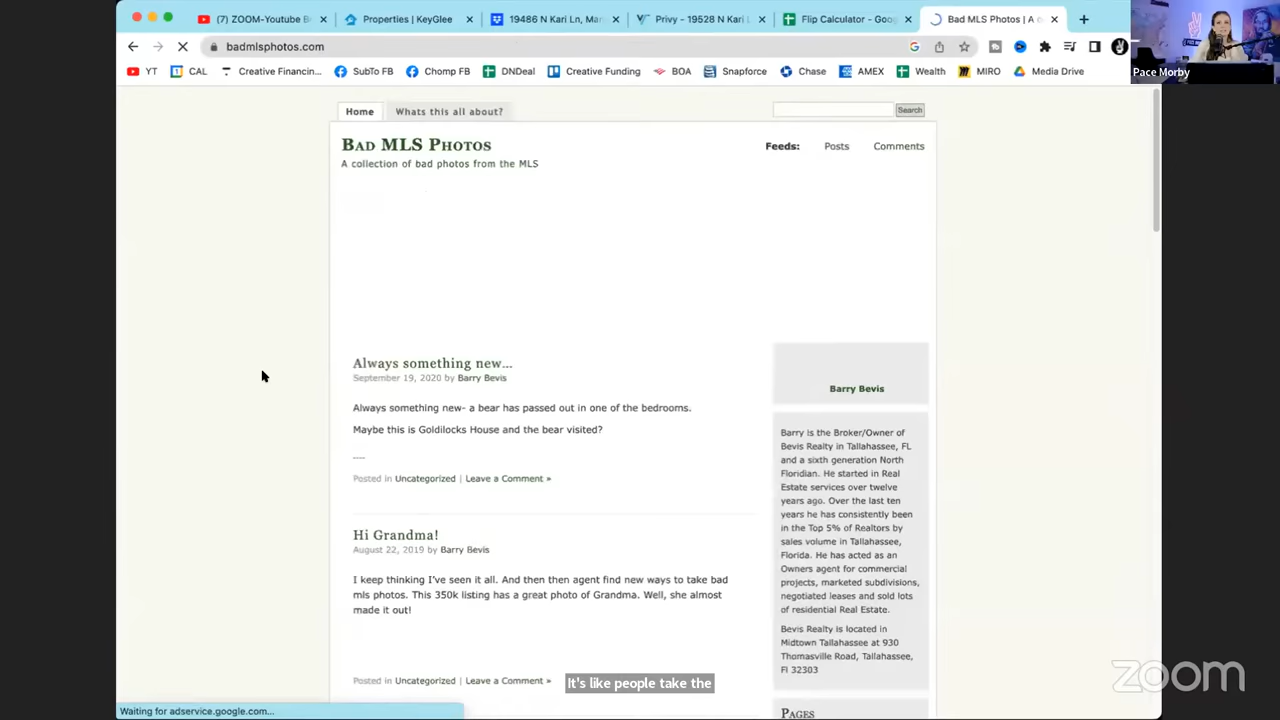 (7) ZOOM-Youtube B
Properties | KeyGlee
19486 N Kari Ln, Mar
Privy - 19528 N Kari L
Flip Calculator - Goog
Bad MLS Photos | A c
badmlsphotos.com
YT
CAL
Creative Financin...
SubTo FB
Chomp FB
DNDeal
Creative Funding
BOA
Snapforce
Chase
AMEX
Wealth
MIRO
Media Drive
Pace Morby
Home
Whats this all about?
Search
Bad MLS Photos
A collection of bad photos from the MLS
Feeds:
Posts
Comments
Always something new...
September 19, 2020 by Barry Bevis
Always something new- a bear has passed out in one of the bedrooms.
Maybe this is Goldilocks House and the bear visited?
----
Posted in Uncategorized | Leave a Comment »
Hi Grandma!
August 22, 2019 by Barry Bevis
I keep thinking I've seen it all. And then then agent find new ways to take bad
mls photos. This 350k listing has a great photo of Grandma. Well, she almost
made it out!
Posted in Uncategorized | Leave a Comment »
Barry Bevis
Barry is the Broker/Owner of
Bevis Realty in Tallahassee, FL
and a sixth generation North
Floridian. He started in Real
Estate services over twelve
years ago. Over the last ten
years he has consistently been
in the Top 5% of Realtors by
sales volume in Tallahassee,
Florida. He has acted as an
Owners agent for commercial
projects, marketed subdivisions,
negotiated leases and sold lots
of residential Real Estate.
Bevis Realty is located in
Midtown Tallahassee at 930
Thomasville Road, Tallahassee,
Fl 32303
Pages
It's like people take the
Waiting for adservice.google.com...
zoom